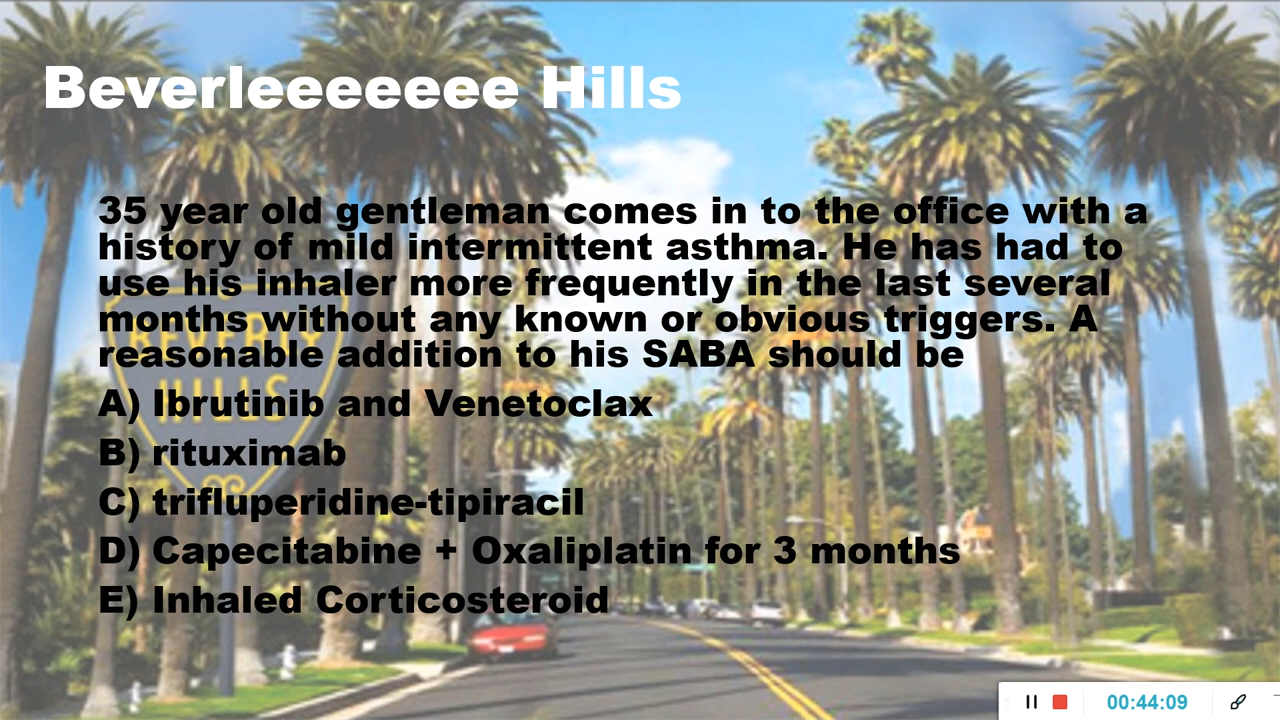 Beverleeeeeee Hills
35 year old gentleman comes in to the office with a
history of mild intermittent asthma. He has had to
use his inhaler more frequently in the last several
months without any known or obvious triggers. A
reasonable addition to his SABA should be
A) Ibrutinib and Venetoclax
B) rituximab
C) trifluperidine-tipiracil
D) Capecitabine + Oxaliplatin for 3 months
E) Inhaled Corticosteroid
BEVERLY
HILLS
00:44:09